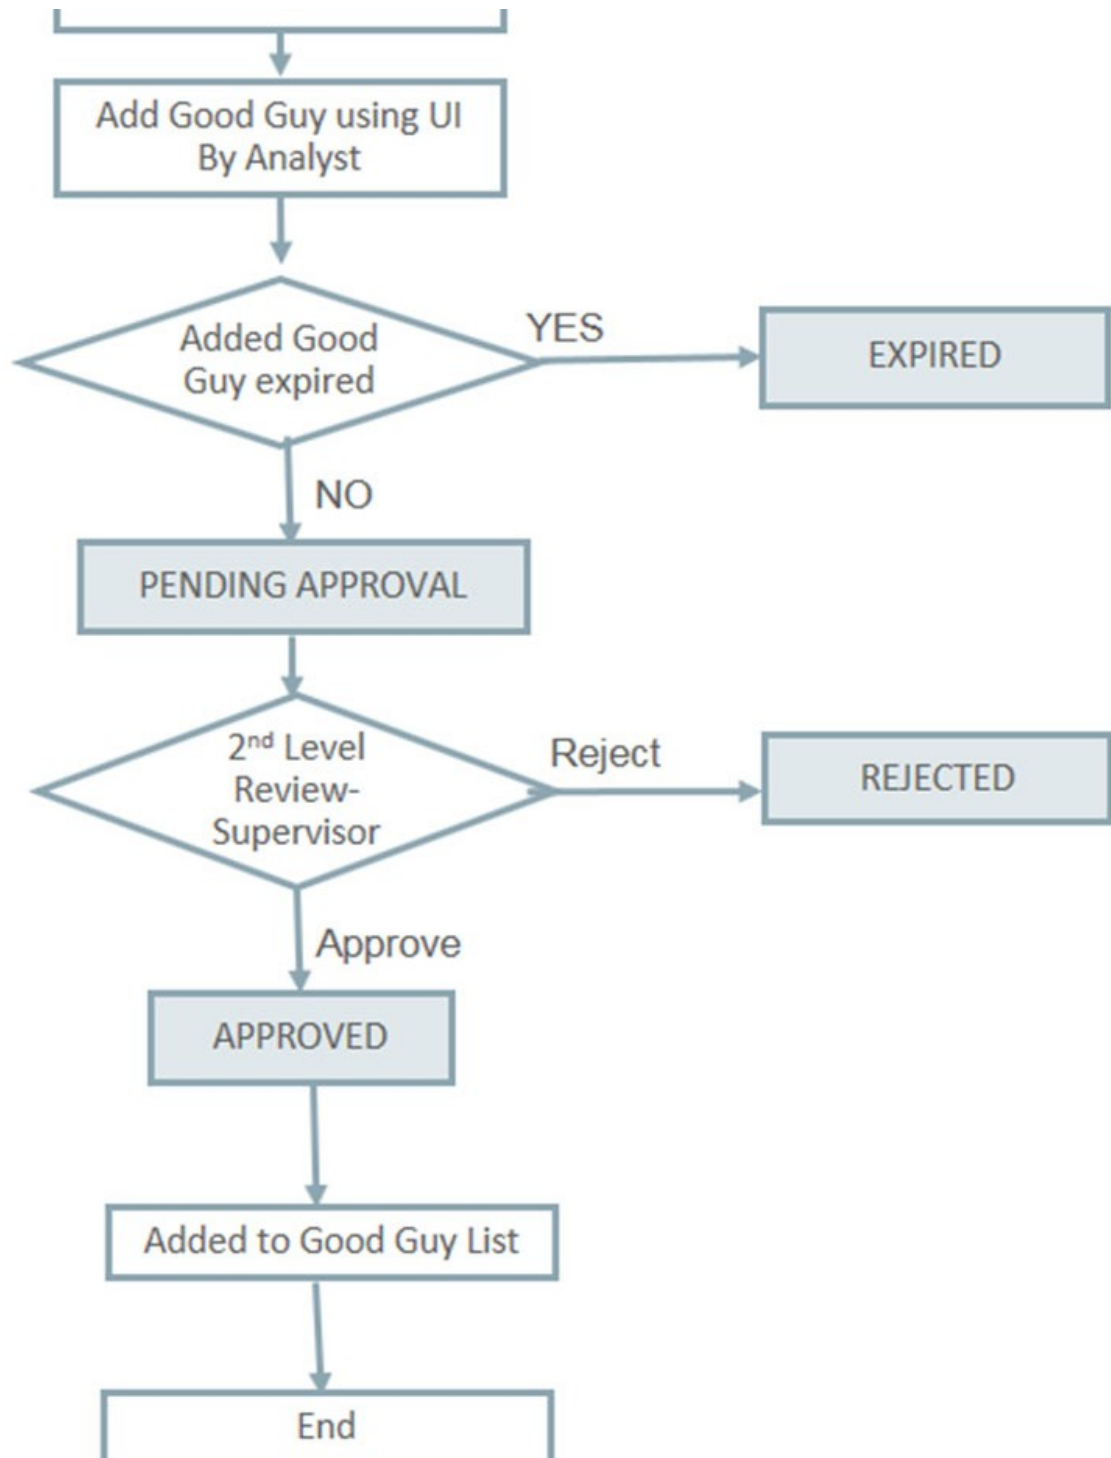 Add Good Guy using UI
By Analyst
Added Good
Guy expired
YES
EXPIRED
NO
PENDING APPROVAL
2nd Level
Review-
Supervisor
Reject
REJECTED
Approve
APPROVED
Added to Good Guy List
End